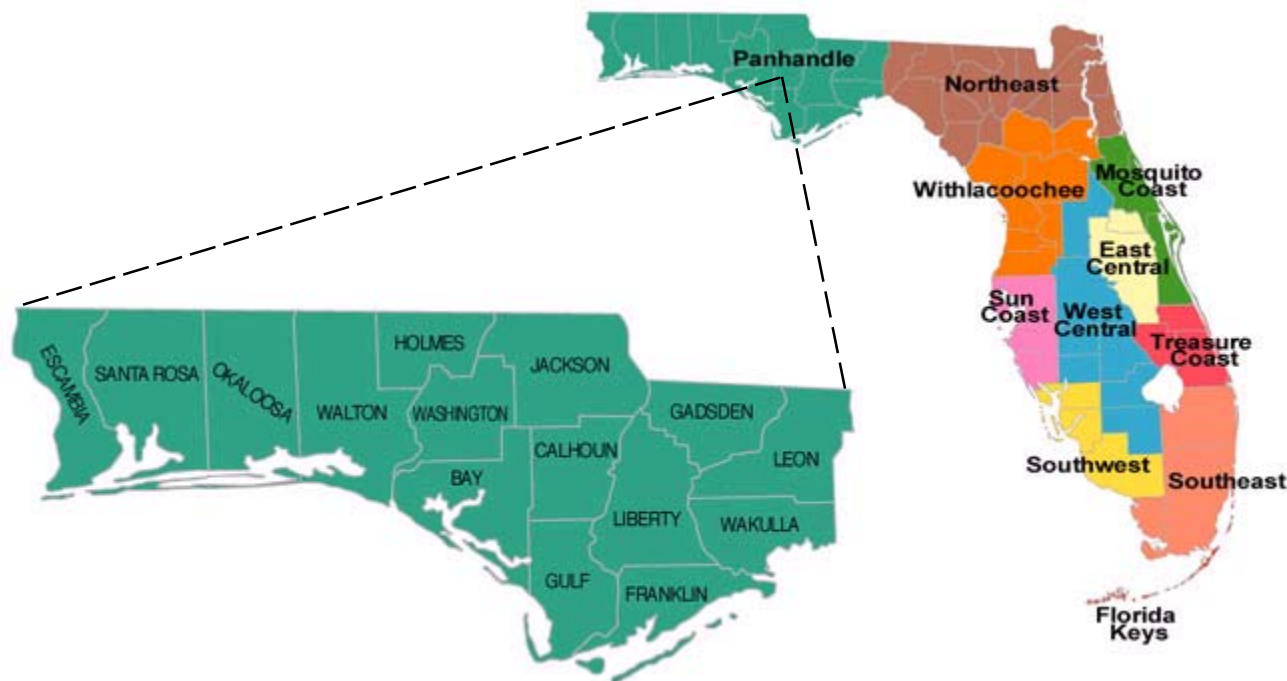 Panhandle
Northeast
Withlacoochee
Mosquito
Coast
East
Central
Sun
Coast
West
Central
Treasure
Coast
Southwest
Southeast
Florida
Keys
ESCAMBIA
SANTA ROSA
OKALOOSA
WALTON
HOLMES
WASHINGTON
JACKSON
BAY
CALHOUN
GULF
GADSDEN
LIBERTY
FRANKLIN
LEON
WAKULLA